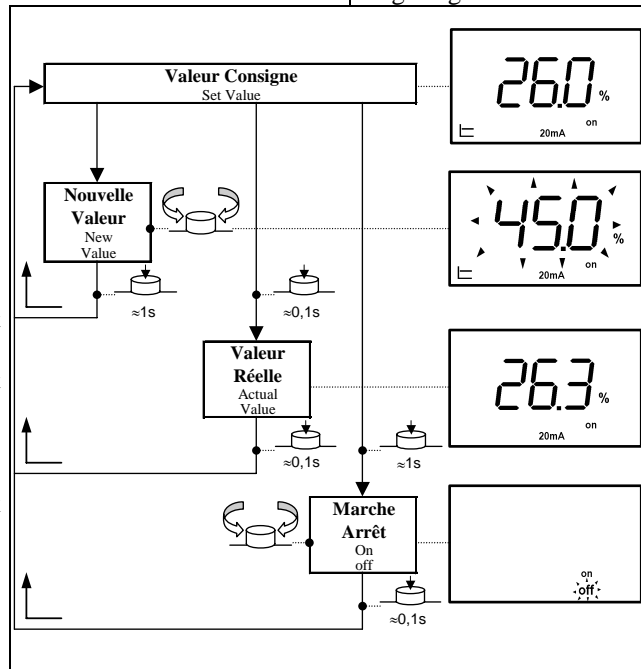 Valeur Consigne
Set Value
26.0 %
on
20mA
Nouvelle
Valeur
New
Value
45.0 %
on
20mA
≈1s
≈0,1s
Valeur
Réelle
Actual
Value
26.3 %
on
20mA
≈0,1s
≈1s
Marche
Arrêt
On
off
on
off
≈0,1s